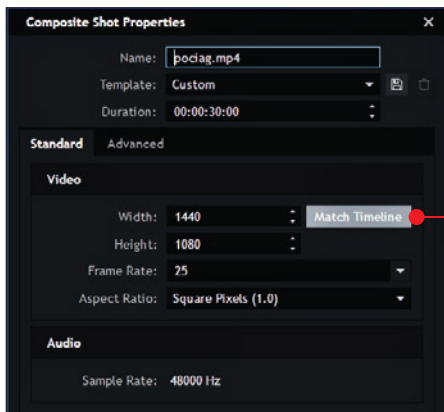 Composite Shot Properties
Name: pociag.mp4
Template: Custom
Duration: 00:00:30:00
Standard Advanced
Video
Width: 1440 Match Timeline
Height: 1080
Frame Rate: 25
Aspect Ratio: Square Pixels (1.0)
Audio
Sample Rate: 48000 Hz